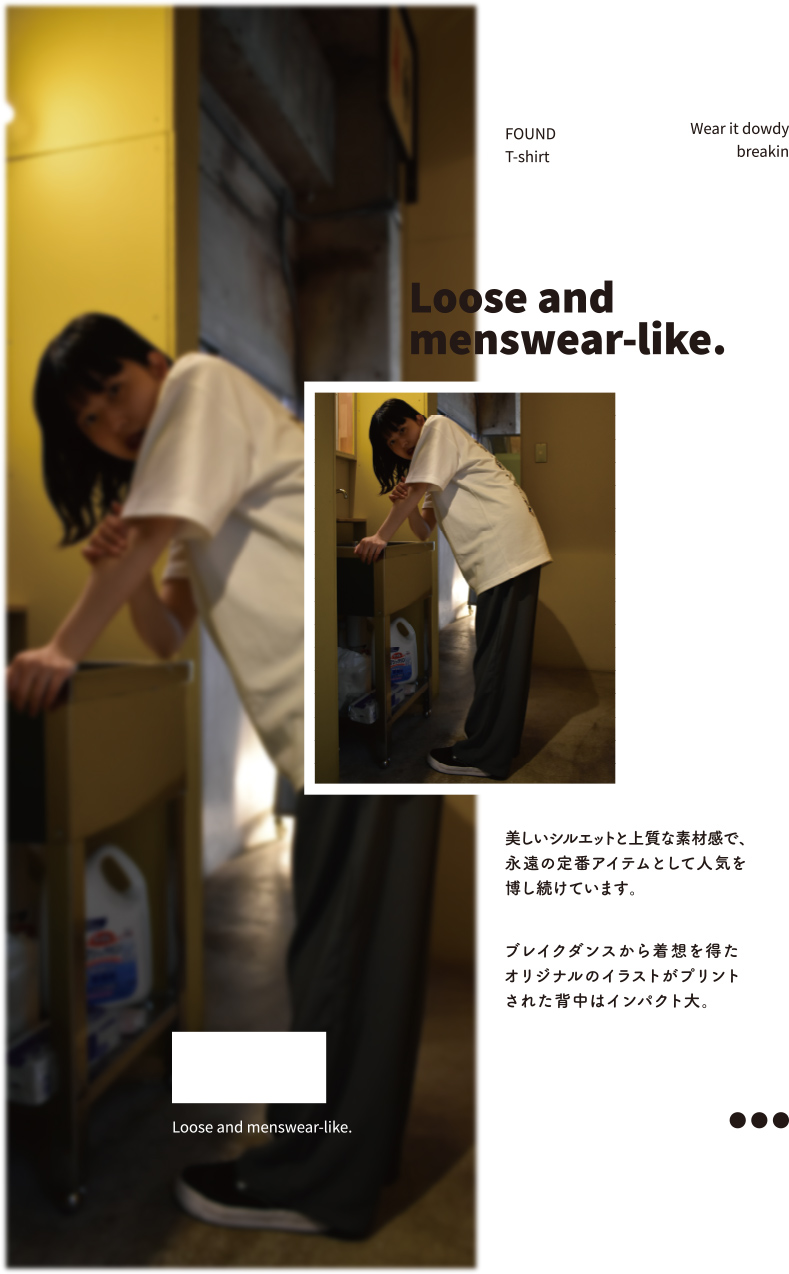 FOUND
T-shirt
Wear it dowdy
breakin
Loose and
menswear-like.
美しいシルエットと上質な素材感で、
永遠の定番アイテムとして人気を
博し続けています。
ブレイクダンスから着想を得た
オリジナルのイラストがプリント
された背中はインパクト大。
Loose and menswear-like.